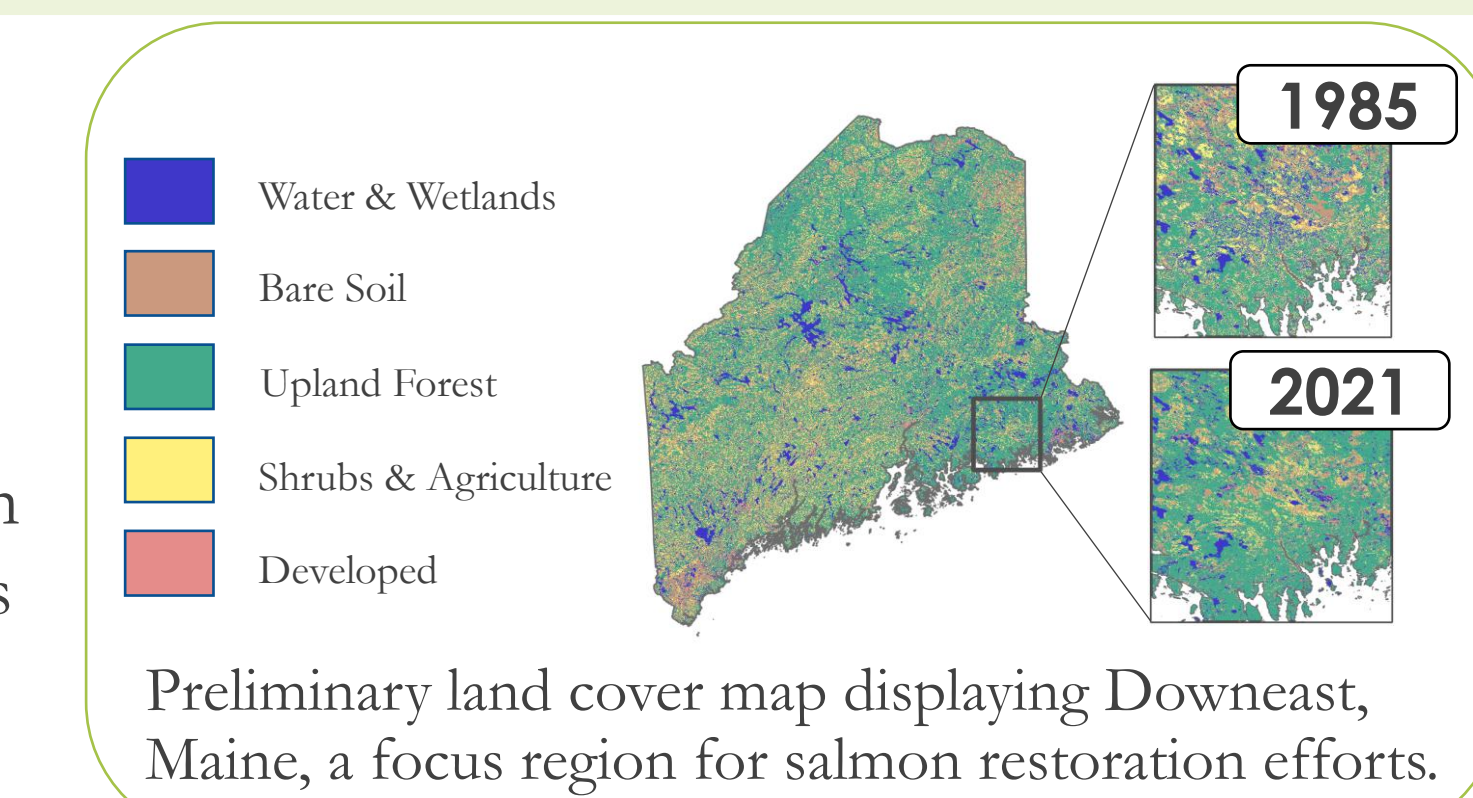 1985
Water & Wetlands
Bare Soil
Upland Forest
2021
Shrubs & Agriculture
Developed
Preliminary land cover map displaying Downeast,
Maine, a focus region for salmon restoration efforts.